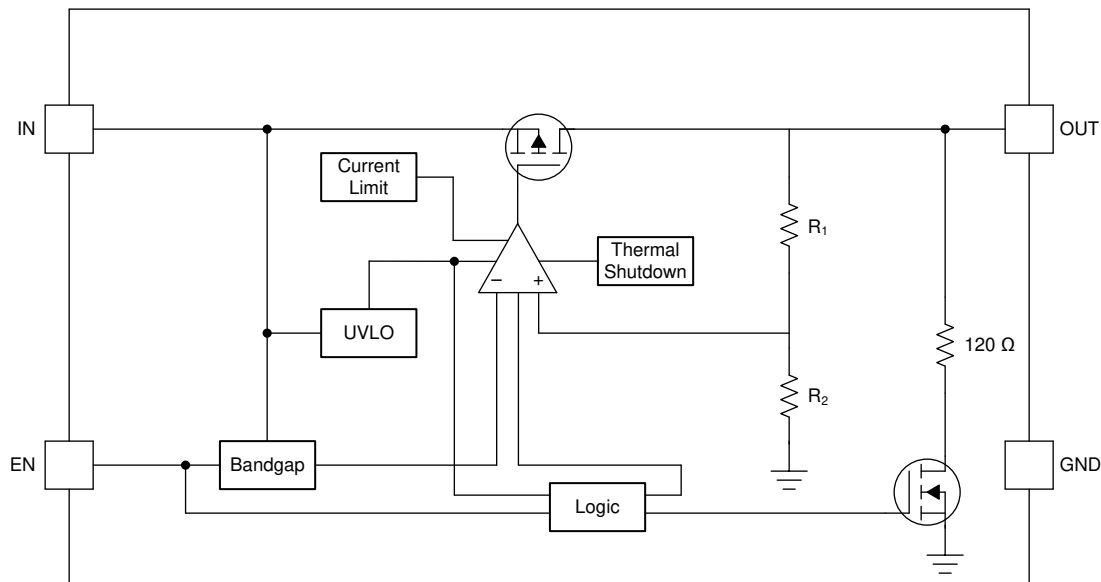 IN
OUT
Current
Limit
R₁
Thermal
Shutdown
− +
UVLO
120 Ω
R₂
EN
Bandgap
GND
Logic